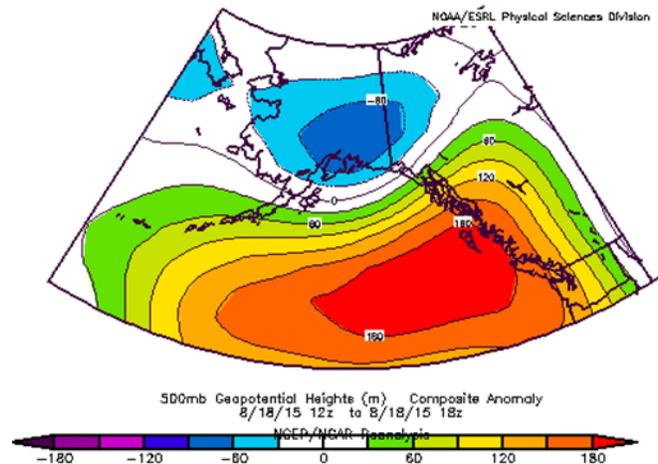 NOAA/ESRL Physical Sciences Division
-80
60
0
120
60
180
180
500mb Geopotential Heights (m) Composite Anomaly
8/18/15 12z to 8/18/15 18z
NCEP/NCAR Reanalysis
-180 -120 -60 0 60 120 180